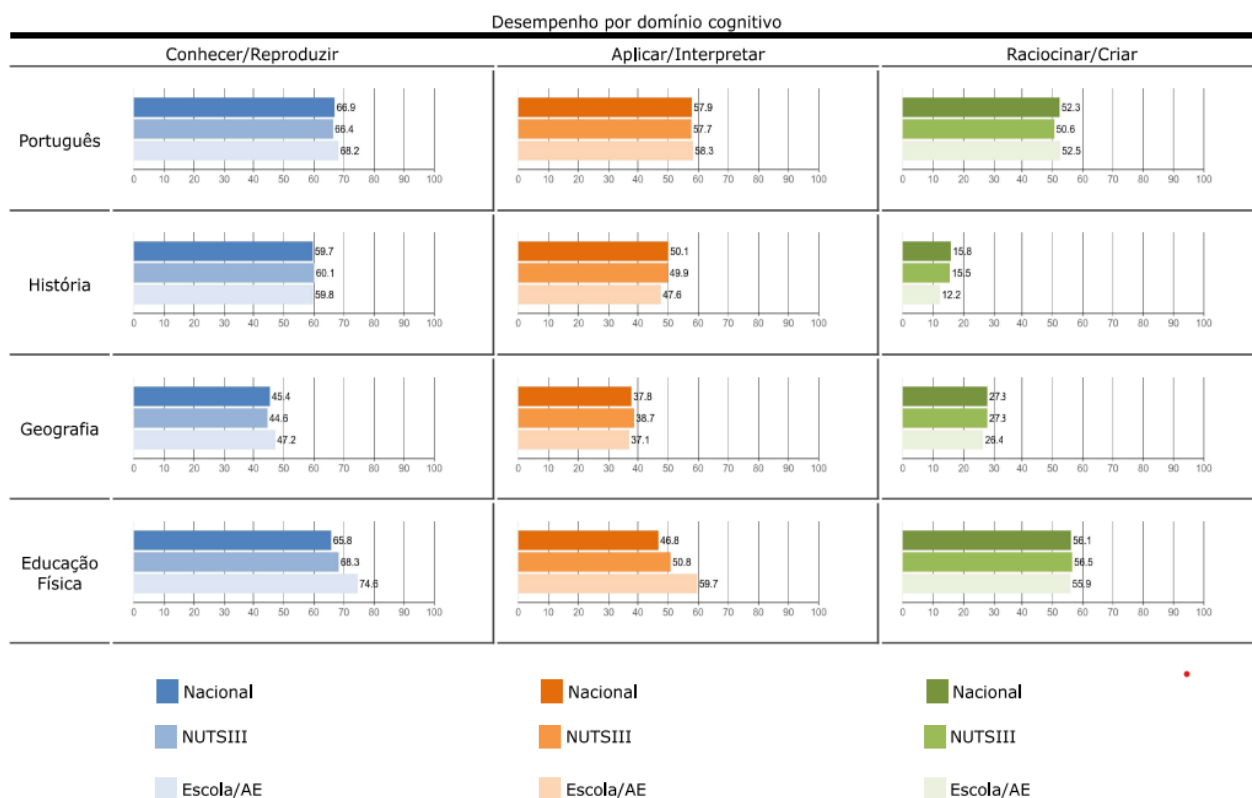 Desempenho por domínio cognitivo
Conhecer/Reproduzir Aplicar/Interpretar Raciocinar/Criar
Português
66.9
66.4
68.2
0 10 20 30 40 50 60 70 80 90 100
57.9
57.7
58.3
0 10 20 30 40 50 60 70 80 90 100
52.3
50.6
52.5
0 10 20 30 40 50 60 70 80 90 100
História
59.7
60.1
59.8
0 10 20 30 40 50 60 70 80 90 100
50.1
49.9
47.6
0 10 20 30 40 50 60 70 80 90 100
15.8
15.5
12.2
0 10 20 30 40 50 60 70 80 90 100
Geografia
45.4
44.6
47.2
0 10 20 30 40 50 60 70 80 90 100
37.8
38.7
37.1
0 10 20 30 40 50 60 70 80 90 100
27.8
27.8
26.4
0 10 20 30 40 50 60 70 80 90 100
Educação
Física
65.8
68.3
74.6
0 10 20 30 40 50 60 70 80 90 100
46.8
50.8
59.7
0 10 20 30 40 50 60 70 80 90 100
56.1
56.5
55.9
0 10 20 30 40 50 60 70 80 90 100
Nacional Nacional Nacional
NUTSIII NUTSIII NUTSIII
Escola/AE Escola/AE Escola/AE